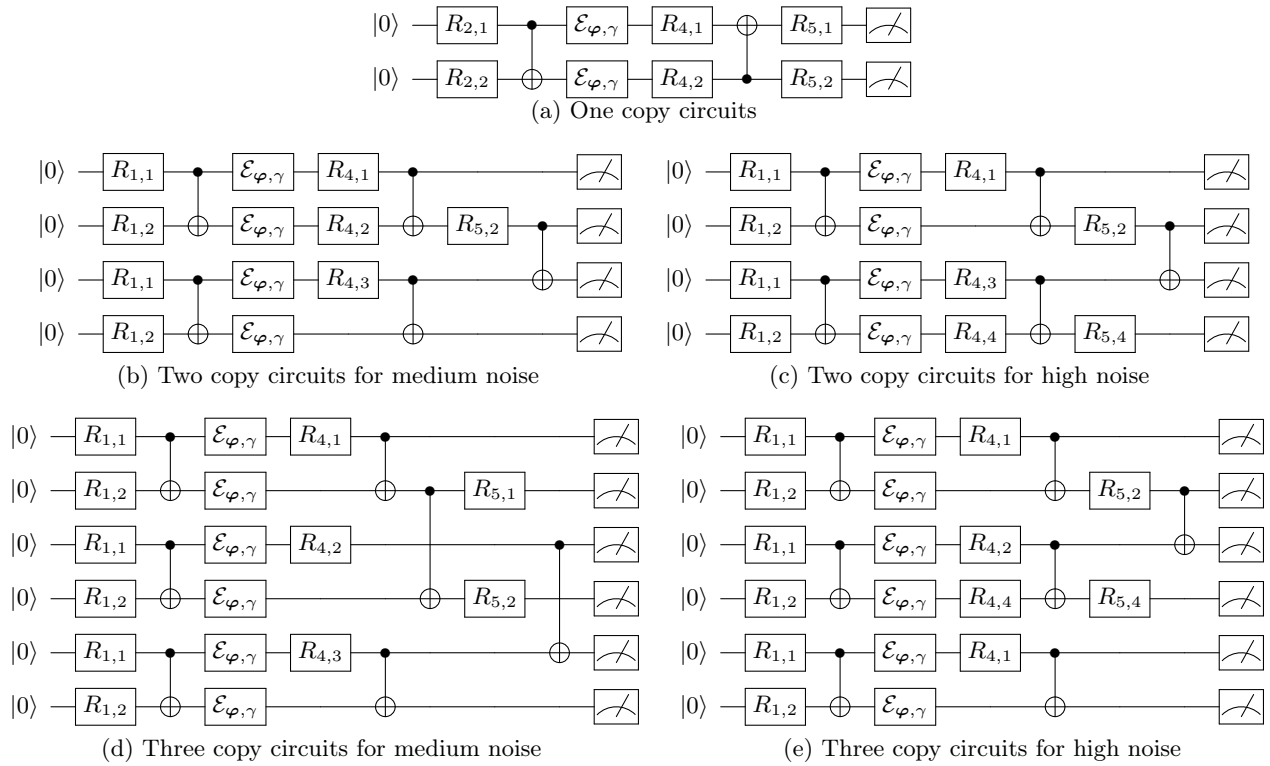 |0⟩ R2,1 ℰφ,γ R4,1 R5,1
|0⟩ R2,2 ℰφ,γ R4,2 R5,2
(a) One copy circuits
|0⟩ R1,1 ℰφ,γ R4,1
|0⟩ R1,2 ℰφ,γ R4,2 R5,2
|0⟩ R1,1 ℰφ,γ R4,3
|0⟩ R1,2 ℰφ,γ
(b) Two copy circuits for medium noise
|0⟩ R1,1 ℰφ,γ R4,1
|0⟩ R1,2 ℰφ,γ R5,2
|0⟩ R1,1 ℰφ,γ R4,3
|0⟩ R1,2 ℰφ,γ R4,4 R5,4
(c) Two copy circuits for high noise
|0⟩ R1,1 ℰφ,γ R4,1
|0⟩ R1,2 ℰφ,γ R5,1
|0⟩ R1,1 ℰφ,γ R4,2
|0⟩ R1,2 ℰφ,γ R5,2
|0⟩ R1,1 ℰφ,γ R4,3
|0⟩ R1,2 ℰφ,γ
(d) Three copy circuits for medium noise
|0⟩ R1,1 ℰφ,γ R4,1
|0⟩ R1,2 ℰφ,γ R5,2
|0⟩ R1,1 ℰφ,γ R4,2
|0⟩ R1,2 ℰφ,γ R4,4 R5,4
|0⟩ R1,1 ℰφ,γ R4,1
|0⟩ R1,2 ℰφ,γ
(e) Three copy circuits for high noise